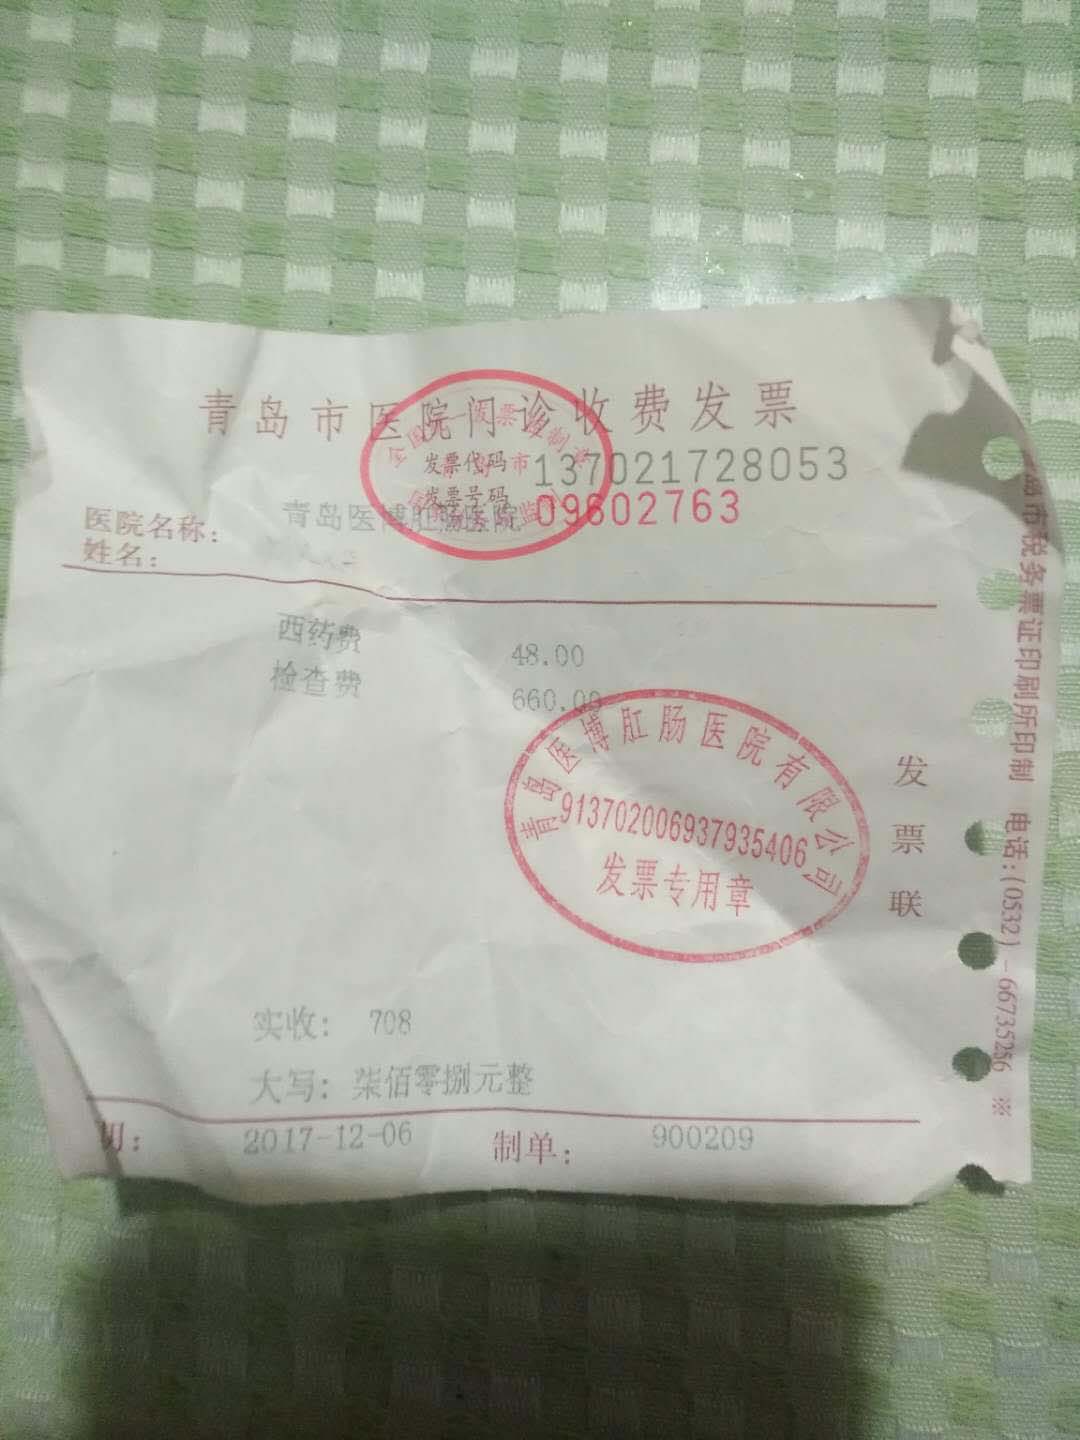 青岛市医院门诊收费发票
发票代码 137021728053
发票号码 09602763
医院名称: 青岛医博肛肠医院
姓名:
西药费 48.00
检查费 660.00
青岛医博肛肠医院有限公司
913702006937935406
发票专用章
发票联
实收: 708
大写: 柒佰零捌元整
期: 2017-12-06 制单: 900209
岛市税务票证印刷所印制 电话:(0532)-66735256 ※